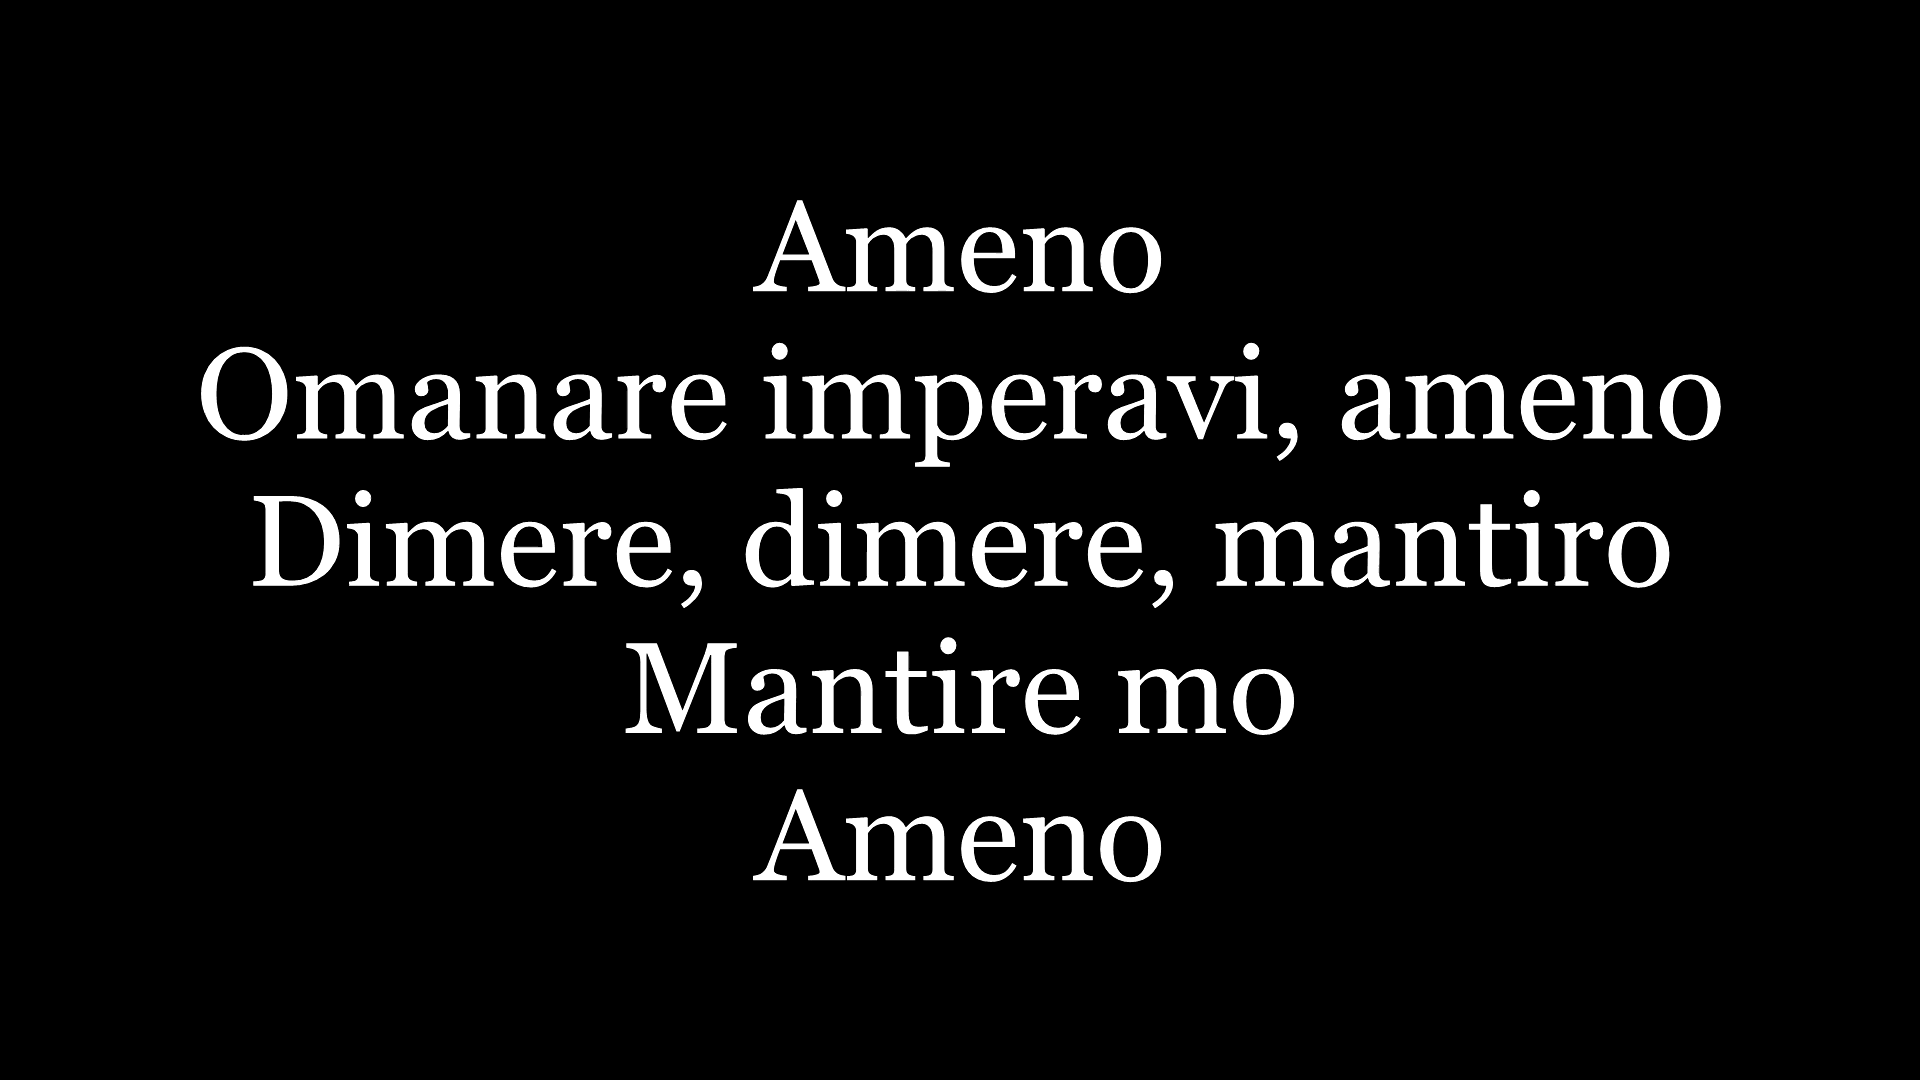 Ameno
Omanare imperavi, ameno
Dimere, dimere, mantiro
Mantire mo
Ameno